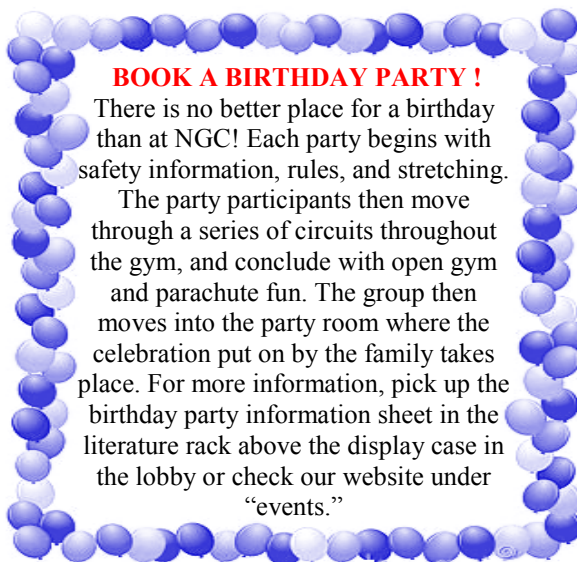 BOOK A BIRTHDAY PARTY !
There is no better place for a birthday
than at NGC! Each party begins with
safety information, rules, and stretching.
The party participants then move
through a series of circuits throughout
the gym, and conclude with open gym
and parachute fun. The group then
moves into the party room where the
celebration put on by the family takes
place. For more information, pick up the
birthday party information sheet in the
literature rack above the display case in
the lobby or check our website under
“events.”